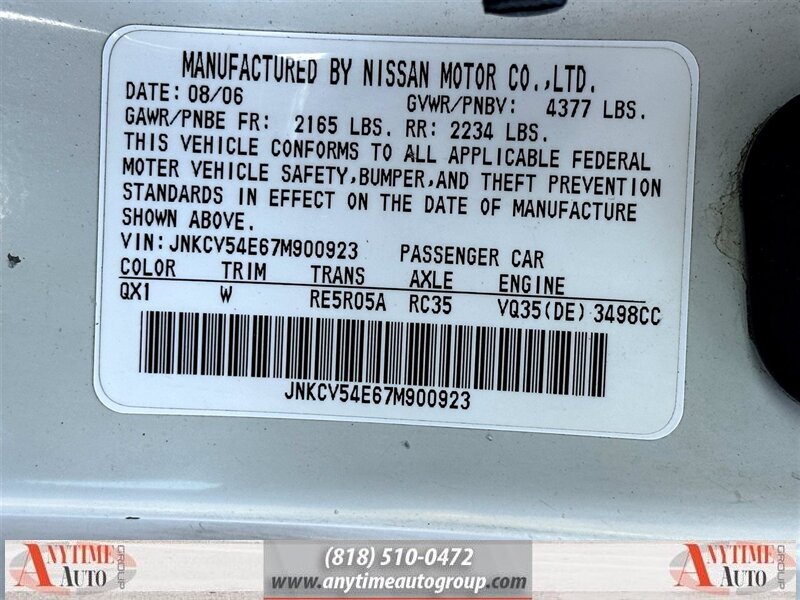 MANUFACTURED BY NISSAN MOTOR CO.,LTD.
DATE: 08/06 GVWR/PNBV: 4377 LBS.
GAWR/PNBE FR: 2165 LBS. RR: 2234 LBS.
THIS VEHICLE CONFORMS TO ALL APPLICABLE FEDERAL
MOTER VEHICLE SAFETY,BUMPER,AND THEFT PREVENTION
STANDARDS IN EFFECT ON THE DATE OF MANUFACTURE
SHOWN ABOVE.
VIN:JNKCV54E67M900923 PASSENGER CAR
COLOR TRIM TRANS AXLE ENGINE
QX1 W RE5R05A RC35 VQ35(DE) 3498CC
JNKCV54E67M900923
ANYTIME AUTO GROUP
(818) 510-0472
www.anytimeautogroup.com
ANYTIME AUTO GROUP